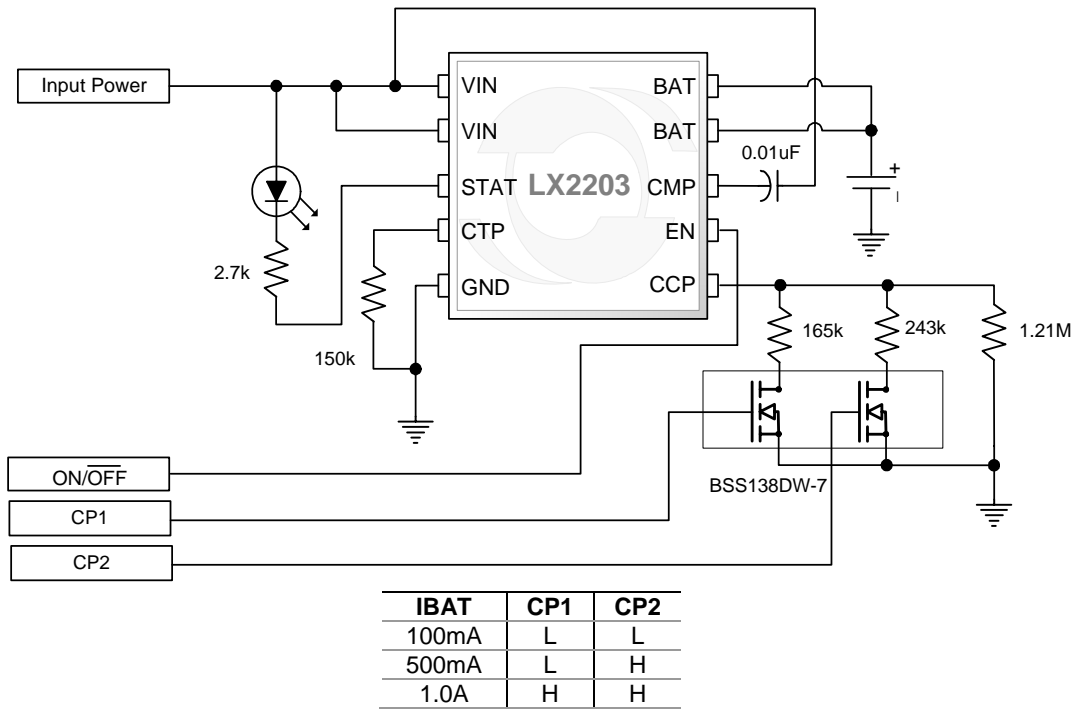 Input Power
VIN
VIN
STAT
CTP
GND
LX2203
BAT
BAT
CMP
EN
CCP
0.01uF
+
–
2.7k
150k
165k
243k
1.21M
BSS138DW-7
ON/OFF
CP1
CP2
IBAT CP1 CP2
100mA L L
500mA L H
1.0A H H